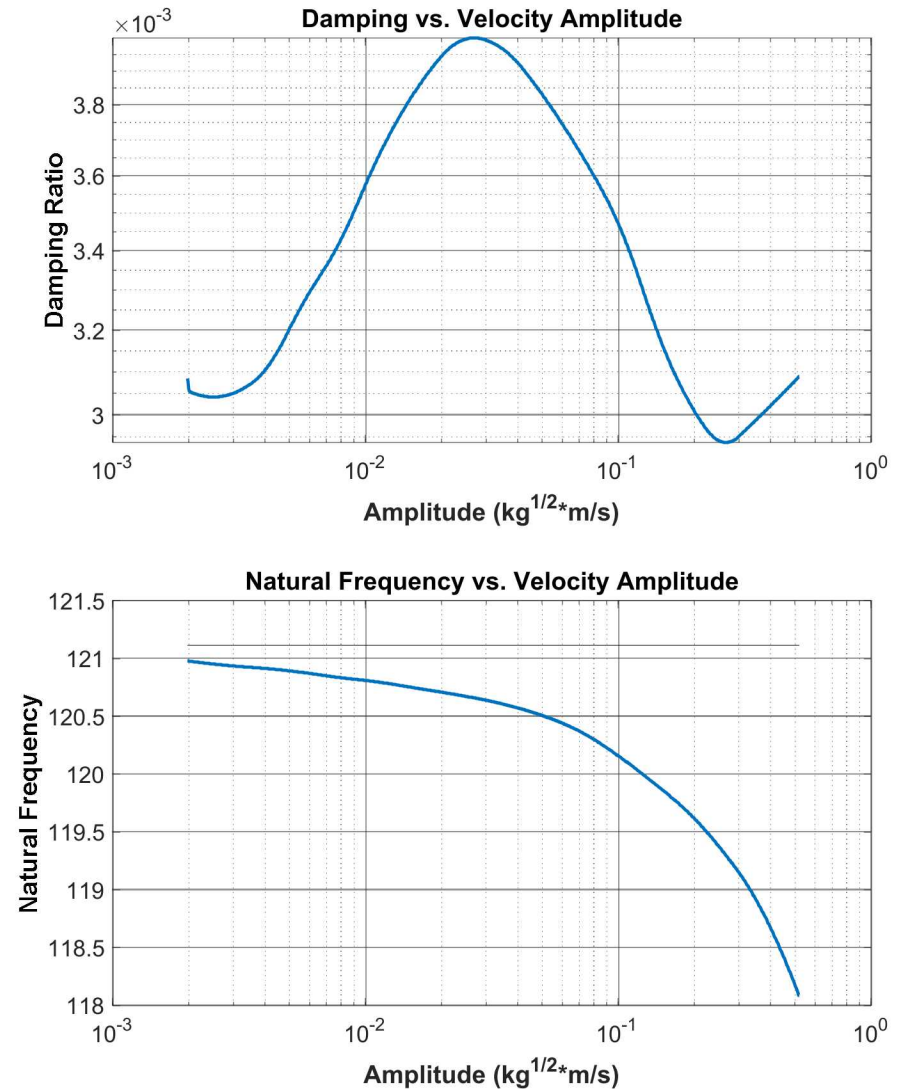 Damping vs. Velocity Amplitude
×10⁻³
3.8
3.6
3.4
3.2
3
Damping Ratio
10⁻³ 10⁻² 10⁻¹ 10⁰
Amplitude (kg^1/2*m/s)
Natural Frequency vs. Velocity Amplitude
121.5
121
120.5
120
119.5
119
118.5
118
Natural Frequency
10⁻³ 10⁻² 10⁻¹ 10⁰
Amplitude (kg^1/2*m/s)